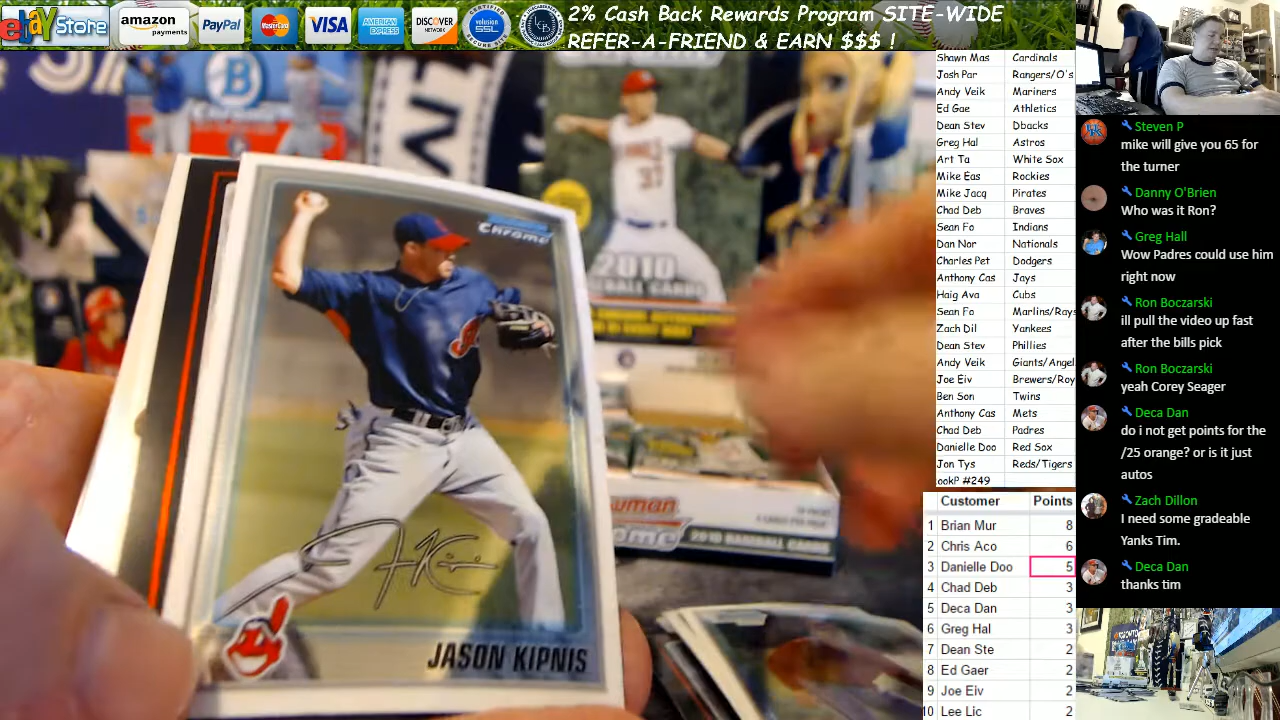 ebay Store
amazon
payments
PayPal
MasterCard
VISA
AMERICAN EXPRESS
DISCOVER
NETWORK
CERTIFIED
volusion
SSL
SECURE SITE
2% Cash Back Rewards Program SITE-WIDE
REFER-A-FRIEND & EARN $$$ !
Chrome
JASON KIPNIS
2010
Shawn Mas Cardinals
Josh Par Rangers/O's
Andy Veik Mariners
Ed Gae Athletics
Dean Stev Dbacks
Greg Hal Astros
Art Ta White Sox
Mike Eas Rockies
Mike Jacq Pirates
Chad Deb Braves
Sean Fo Indians
Dan Nor Nationals
Charles Pet Dodgers
Anthony Cas Jays
Haig Ava Cubs
Sean Fo Marlins/Rays
Zach Dil Yankees
Dean Stev Phillies
Andy Veik Giants/Angel
Joe Eiv Brewers/Roy
Ben Son Twins
Anthony Cas Mets
Chad Deb Padres
Danielle Doo Red Sox
Jon Tys Reds/Tigers
ookP #249
Customer Points
1 Brian Mur 8
2 Chris Aco 6
3 Danielle Doo 5
4 Chad Deb 3
5 Deca Dan 3
6 Greg Hal 3
7 Dean Ste 2
8 Ed Gaer 2
9 Joe Eiv 2
10 Lee Lic 2
Steven P
mike will give you 65 for
the turner
Danny O'Brien
Who was it Ron?
Greg Hall
Wow Padres could use him
right now
Ron Boczarski
ill pull the video up fast
after the bills pick
Ron Boczarski
yeah Corey Seager
Deca Dan
do i not get points for the
/25 orange? or is it just
autos
Zach Dillon
I need some gradeable
Yanks Tim.
Deca Dan
thanks tim